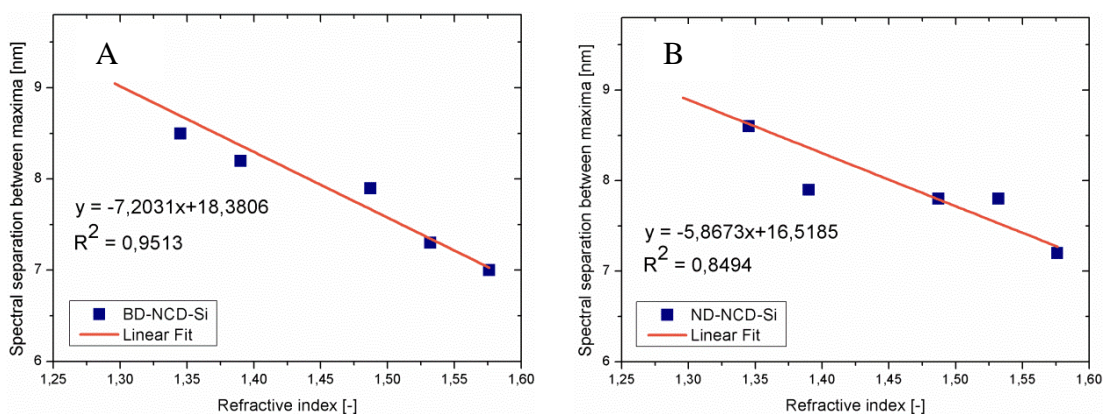 A
Spectral separation between maxima [nm]
9
8
7
6
y = -7,2031x+18,3806
R2 = 0,9513
BD-NCD-Si
Linear Fit
1,25 1,30 1,35 1,40 1,45 1,50 1,55 1,60
Refractive index [-]
B
Spectral separation between maxima [nm]
9
8
7
6
y = -5,8673x+16,5185
R2 = 0,8494
ND-NCD-Si
Linear Fit
1,25 1,30 1,35 1,40 1,45 1,50 1,55 1,60
Refractive index [-]